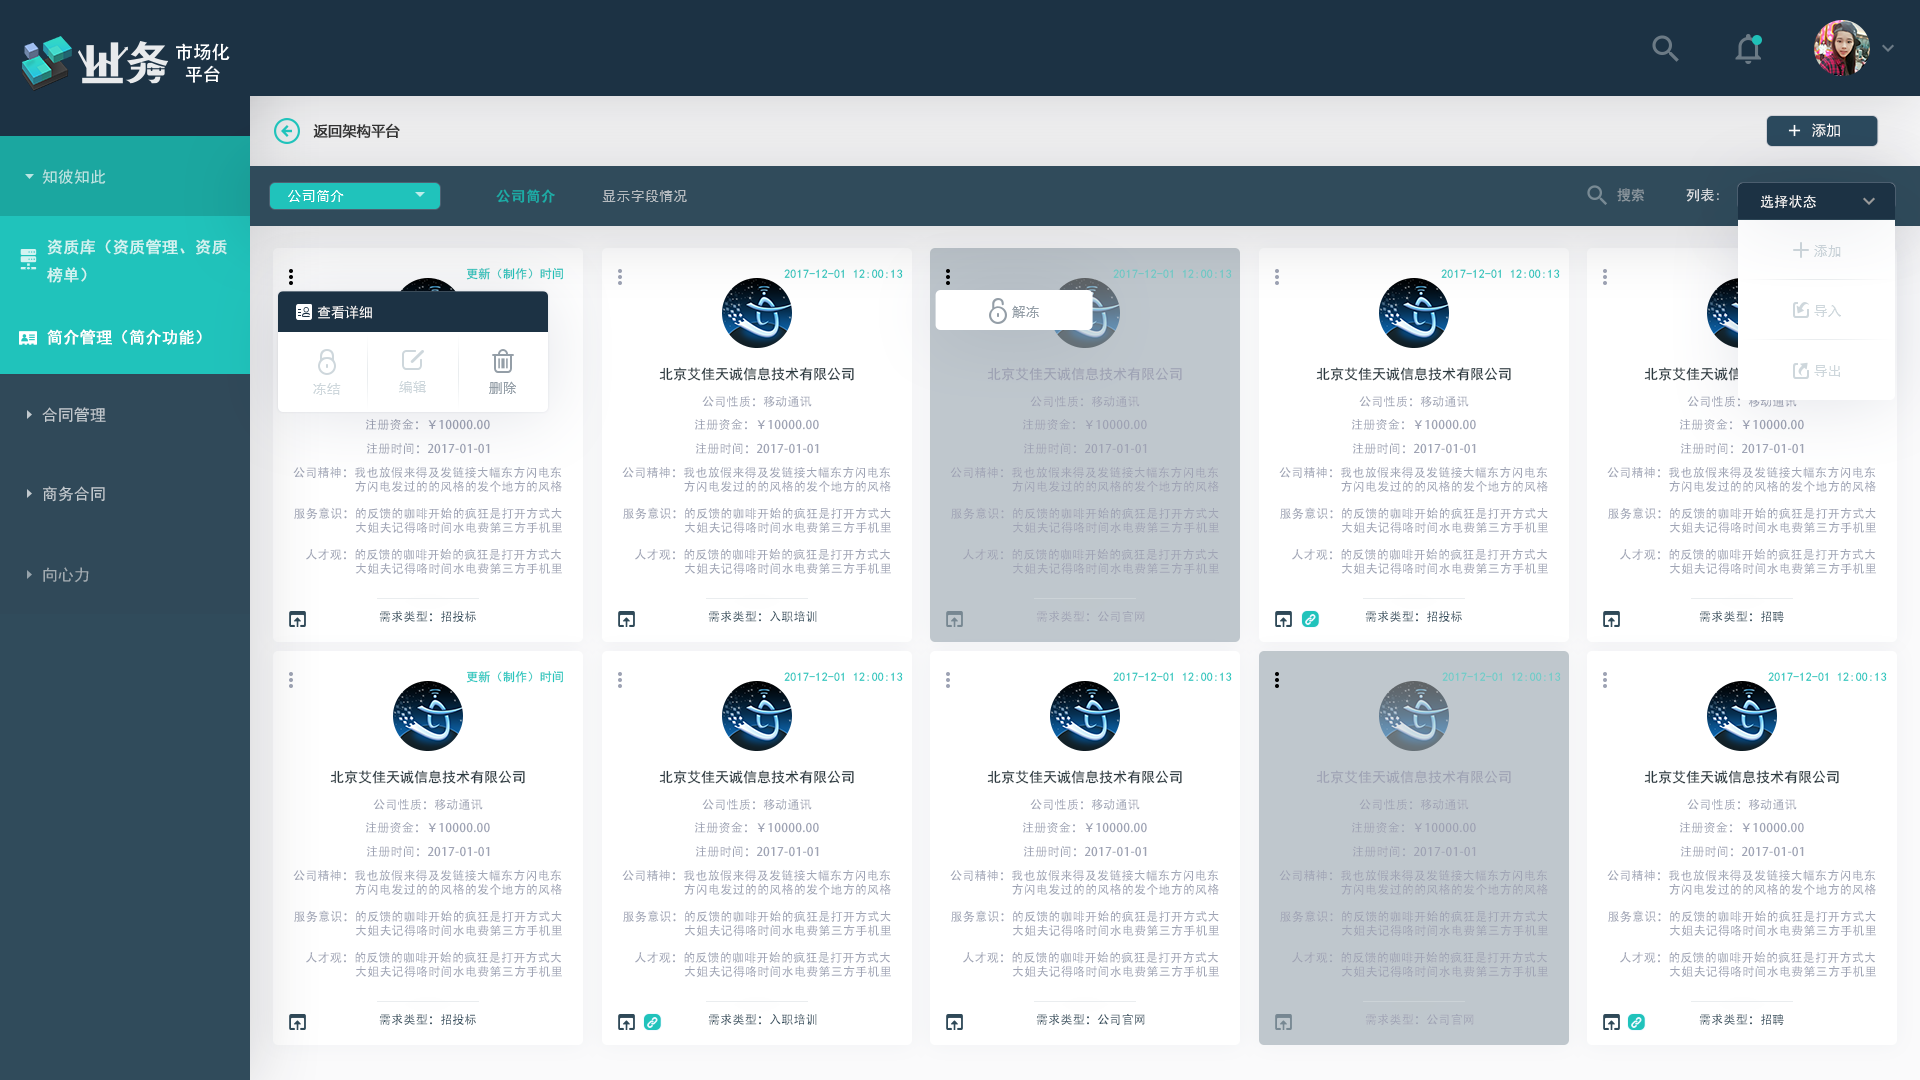 业务 市场化
平台
返回架构平台
添加
知彼知此
资质库（资质管理、资质
榜单）
简介管理（简介功能）
合同管理
商务合同
向心力
公司简介
公司简介
显示字段情况
搜索
列表：
选择状态
添加
导入
导出
更新（制作）时间
查看详细
冻结
编辑
删除
注册资金：￥10000.00
注册时间：2017-01-01
公司精神：我也放假来得及发链接大幅东方闪电东
方闪电发过的的风格的发个地方的风格
服务意识：的反馈的咖啡开始的疯狂是打开方式大
大姐夫记得咯时间水电费第三方手机里
人才观：的反馈的咖啡开始的疯狂是打开方式大
大姐夫记得咯时间水电费第三方手机里
需求类型：招投标
2017-12-01 12:00:13
北京艾佳天诚信息技术有限公司
公司性质：移动通讯
注册资金：￥10000.00
注册时间：2017-01-01
公司精神：我也放假来得及发链接大幅东方闪电东
方闪电发过的的风格的发个地方的风格
服务意识：的反馈的咖啡开始的疯狂是打开方式大
大姐夫记得咯时间水电费第三方手机里
人才观：的反馈的咖啡开始的疯狂是打开方式大
大姐夫记得咯时间水电费第三方手机里
需求类型：入职培训
2017-12-01 12:00:13
解冻
北京艾佳天诚信息技术有限公司
公司性质：移动通讯
注册资金：￥10000.00
注册时间：2017-01-01
公司精神：我也放假来得及发链接大幅东方闪电东
方闪电发过的的风格的发个地方的风格
服务意识：的反馈的咖啡开始的疯狂是打开方式大
大姐夫记得咯时间水电费第三方手机里
人才观：的反馈的咖啡开始的疯狂是打开方式大
大姐夫记得咯时间水电费第三方手机里
需求类型：公司官网
2017-12-01 12:00:13
北京艾佳天诚信息技术有限公司
公司性质：移动通讯
注册资金：￥10000.00
注册时间：2017-01-01
公司精神：我也放假来得及发链接大幅东方闪电东
方闪电发过的的风格的发个地方的风格
服务意识：的反馈的咖啡开始的疯狂是打开方式大
大姐夫记得咯时间水电费第三方手机里
人才观：的反馈的咖啡开始的疯狂是打开方式大
大姐夫记得咯时间水电费第三方手机里
需求类型：招投标
北京艾佳天诚信
公司性质：移动通讯
注册资金：￥10000.00
注册时间：2017-01-01
公司精神：我也放假来得及发链接大幅东方闪电东
方闪电发过的的风格的发个地方的风格
服务意识：的反馈的咖啡开始的疯狂是打开方式大
大姐夫记得咯时间水电费第三方手机里
人才观：的反馈的咖啡开始的疯狂是打开方式大
大姐夫记得咯时间水电费第三方手机里
需求类型：招聘
更新（制作）时间
北京艾佳天诚信息技术有限公司
公司性质：移动通讯
注册资金：￥10000.00
注册时间：2017-01-01
公司精神：我也放假来得及发链接大幅东方闪电东
方闪电发过的的风格的发个地方的风格
服务意识：的反馈的咖啡开始的疯狂是打开方式大
大姐夫记得咯时间水电费第三方手机里
人才观：的反馈的咖啡开始的疯狂是打开方式大
大姐夫记得咯时间水电费第三方手机里
需求类型：招投标
2017-12-01 12:00:13
北京艾佳天诚信息技术有限公司
公司性质：移动通讯
注册资金：￥10000.00
注册时间：2017-01-01
公司精神：我也放假来得及发链接大幅东方闪电东
方闪电发过的的风格的发个地方的风格
服务意识：的反馈的咖啡开始的疯狂是打开方式大
大姐夫记得咯时间水电费第三方手机里
人才观：的反馈的咖啡开始的疯狂是打开方式大
大姐夫记得咯时间水电费第三方手机里
需求类型：入职培训
2017-12-01 12:00:13
北京艾佳天诚信息技术有限公司
公司性质：移动通讯
注册资金：￥10000.00
注册时间：2017-01-01
公司精神：我也放假来得及发链接大幅东方闪电东
方闪电发过的的风格的发个地方的风格
服务意识：的反馈的咖啡开始的疯狂是打开方式大
大姐夫记得咯时间水电费第三方手机里
人才观：的反馈的咖啡开始的疯狂是打开方式大
大姐夫记得咯时间水电费第三方手机里
需求类型：公司官网
2017-12-01 12:00:13
北京艾佳天诚信息技术有限公司
公司性质：移动通讯
注册资金：￥10000.00
注册时间：2017-01-01
公司精神：我也放假来得及发链接大幅东方闪电东
方闪电发过的的风格的发个地方的风格
服务意识：的反馈的咖啡开始的疯狂是打开方式大
大姐夫记得咯时间水电费第三方手机里
人才观：的反馈的咖啡开始的疯狂是打开方式大
大姐夫记得咯时间水电费第三方手机里
需求类型：公司官网
2017-12-01 12:00:13
北京艾佳天诚信息技术有限公司
公司性质：移动通讯
注册资金：￥10000.00
注册时间：2017-01-01
公司精神：我也放假来得及发链接大幅东方闪电东
方闪电发过的的风格的发个地方的风格
服务意识：的反馈的咖啡开始的疯狂是打开方式大
大姐夫记得咯时间水电费第三方手机里
人才观：的反馈的咖啡开始的疯狂是打开方式大
大姐夫记得咯时间水电费第三方手机里
需求类型：招聘